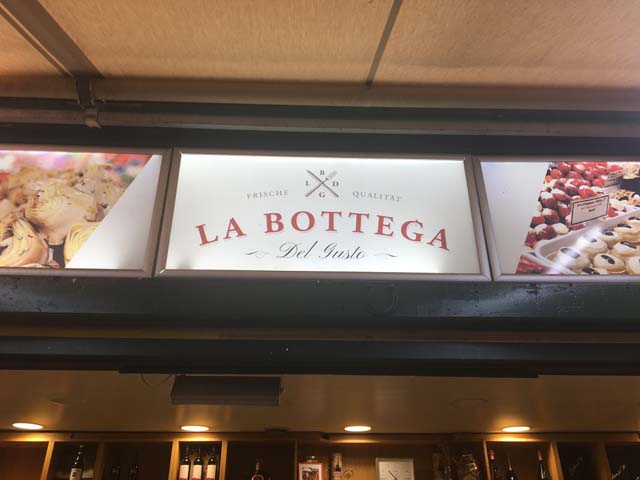 B
L D
G
FRISCHE QUALITÄT
LA BOTTEGA
Del Gusto